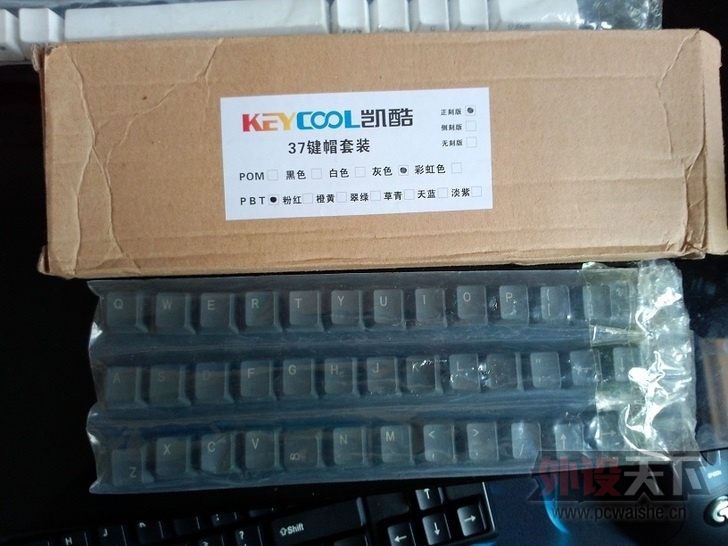 KEYCOOL凯酷
正刻版
侧刻版
无刻版
37键帽套装
POM 黑色 白色 灰色 彩虹色
PBT 粉红 橙黄 翠绿 草青 天蓝 淡紫
Q W E R T Y U I O P
A S D F G H J K L
Z X C V B N M < >
Shift
外设天下
www.pcwaishe.cn